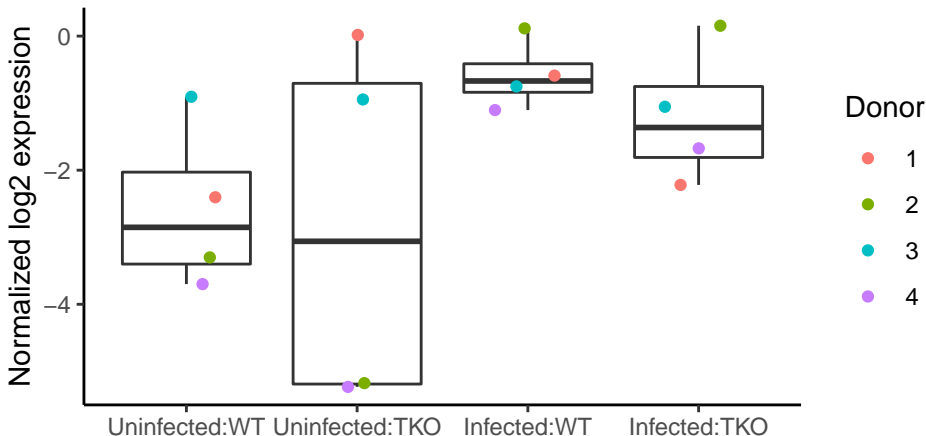 Normalized log2 expression
0
−2
−4
Uninfected:WT Uninfected:TKO Infected:WT Infected:TKO
Donor
1
2
3
4